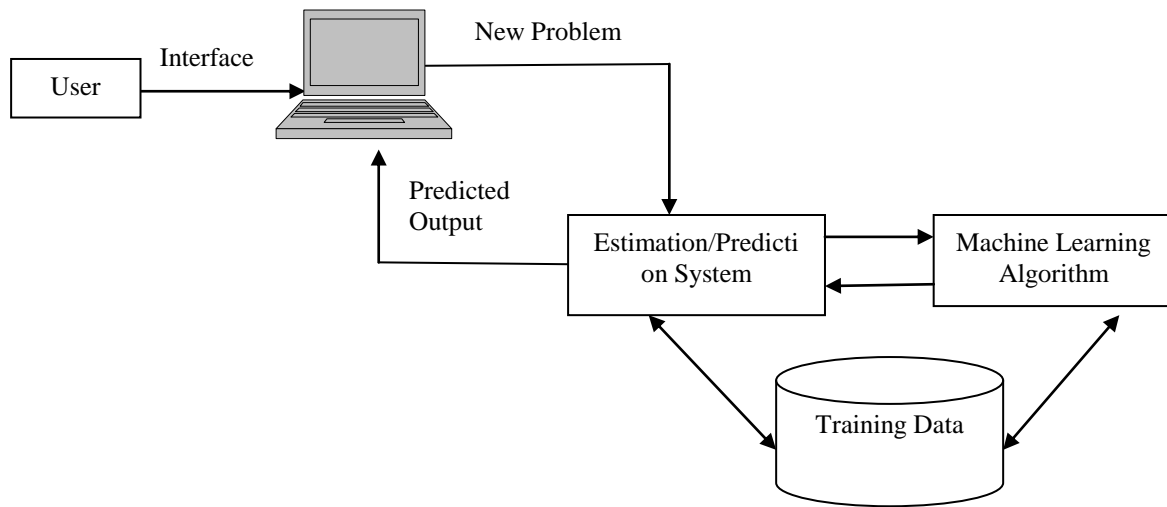 New Problem
Interface
User
Predicted
Output
Estimation/Predicti
on System
Machine Learning
Algorithm
Training Data